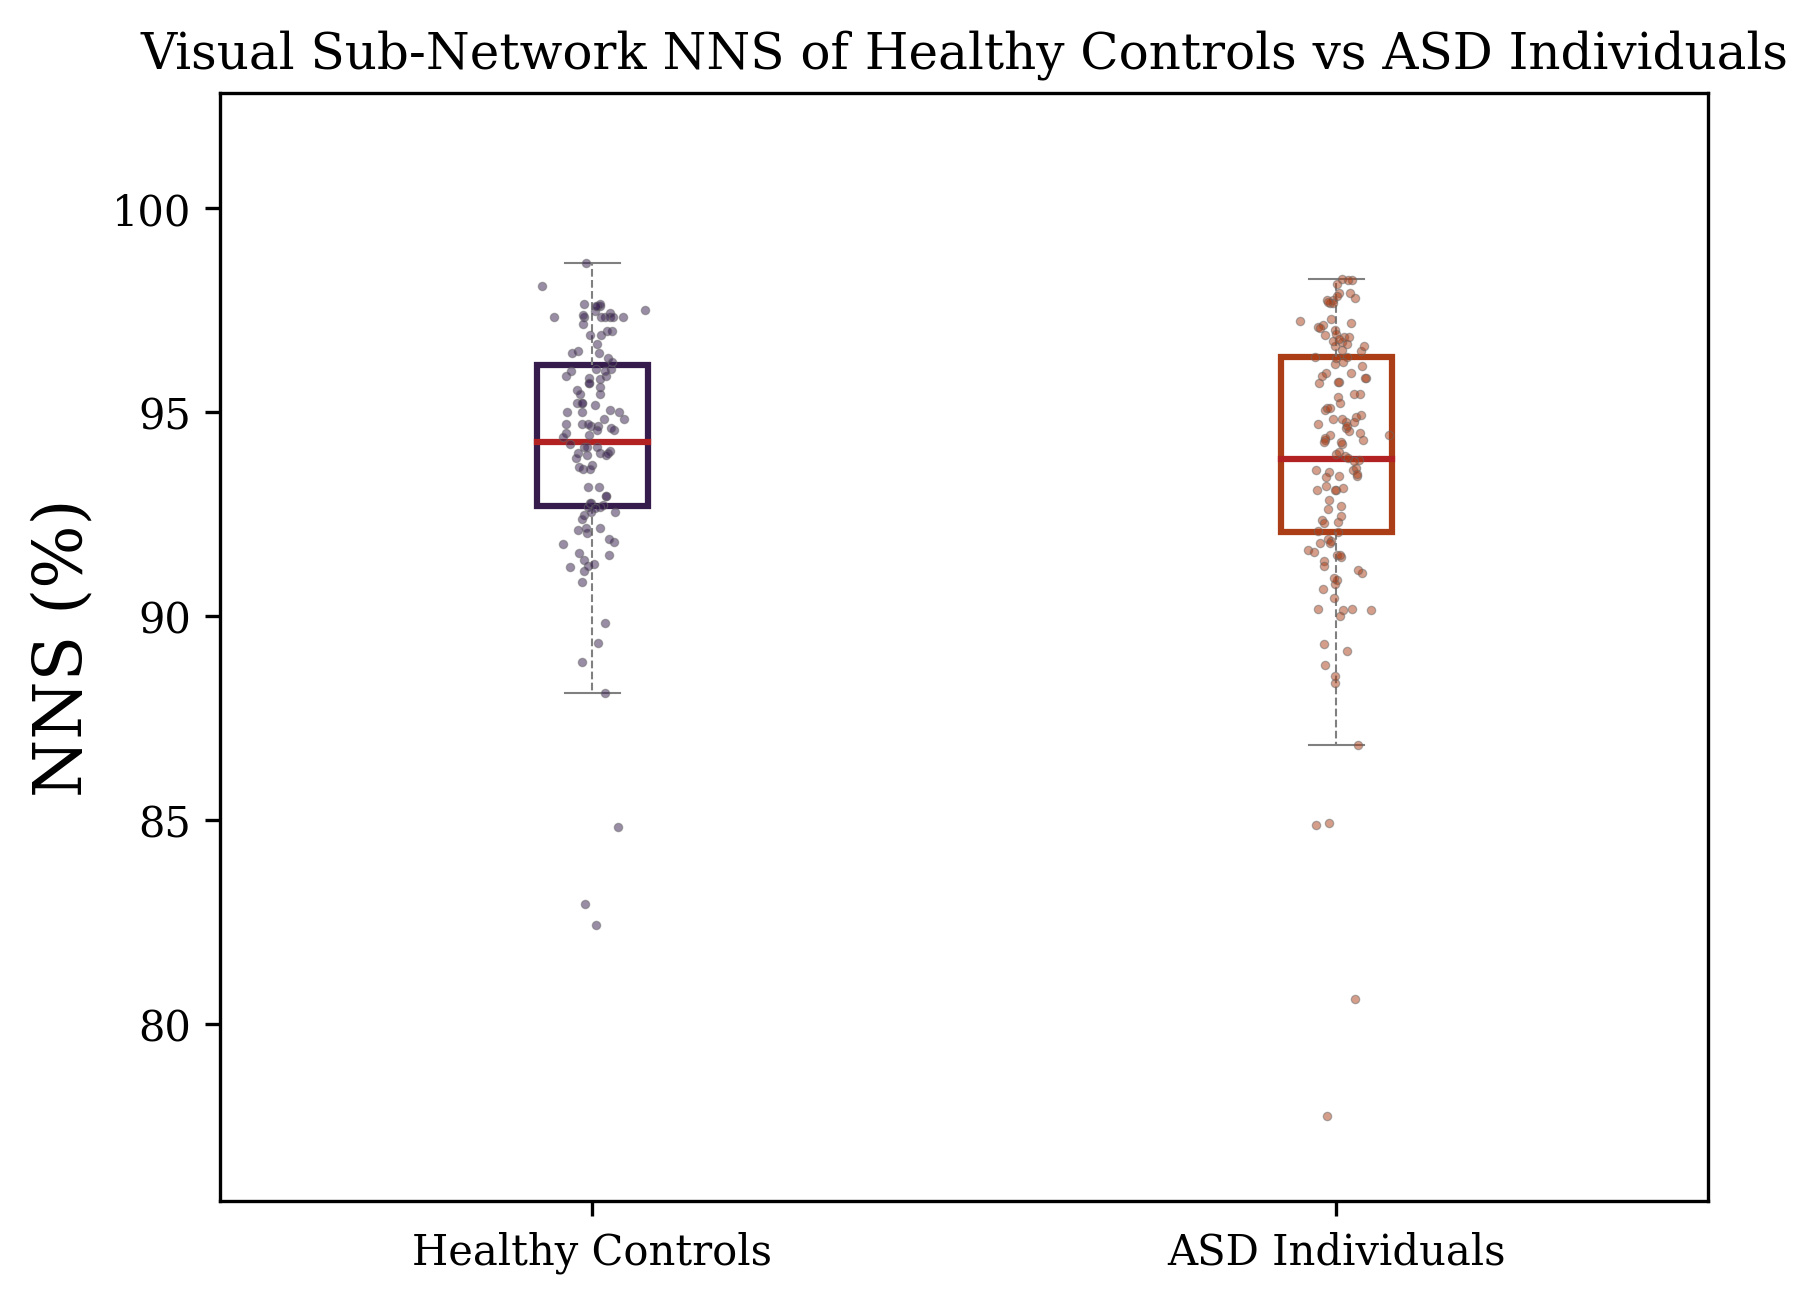 Visual Sub-Network NNS of Healthy Controls vs ASD Individuals
NNS (%)
100
95
90
85
80
Healthy Controls
ASD Individuals